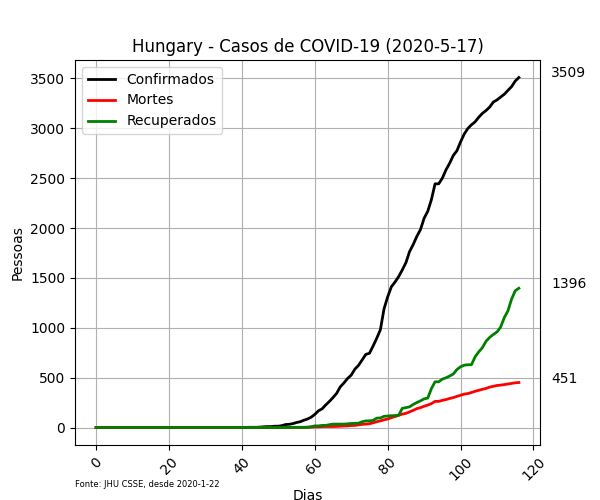 Hungary - Casos de COVID-19 (2020-5-17)
Confirmados
Mortes
Recuperados
Pessoas
3500
3000
2500
2000
1500
1000
500
0
3509
1396
451
0 20 40 60 80 100 120
Fonte: JHU CSSE, desde 2020-1-22
Dias